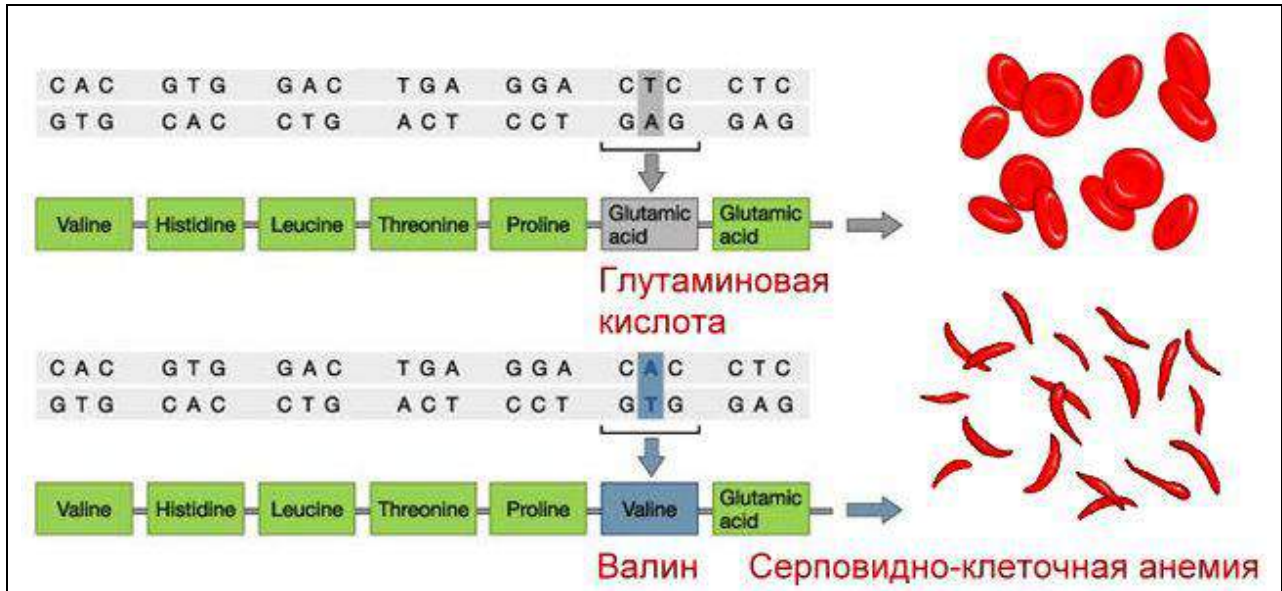 CAC GTG GAC TGA GGA CTC CTC
GTG CAC CTG ACT CCT GAG GAG
Valine Histidine Leucine Threonine Proline Glutamic acid Glutamic acid
Глутаминовая
кислота
CAC GTG GAC TGA GGA CAC CTC
GTG CAC CTG ACT CCT GTG GAG
Valine Histidine Leucine Threonine Proline Valine Glutamic acid
Валин Серповидно-клеточная анемия